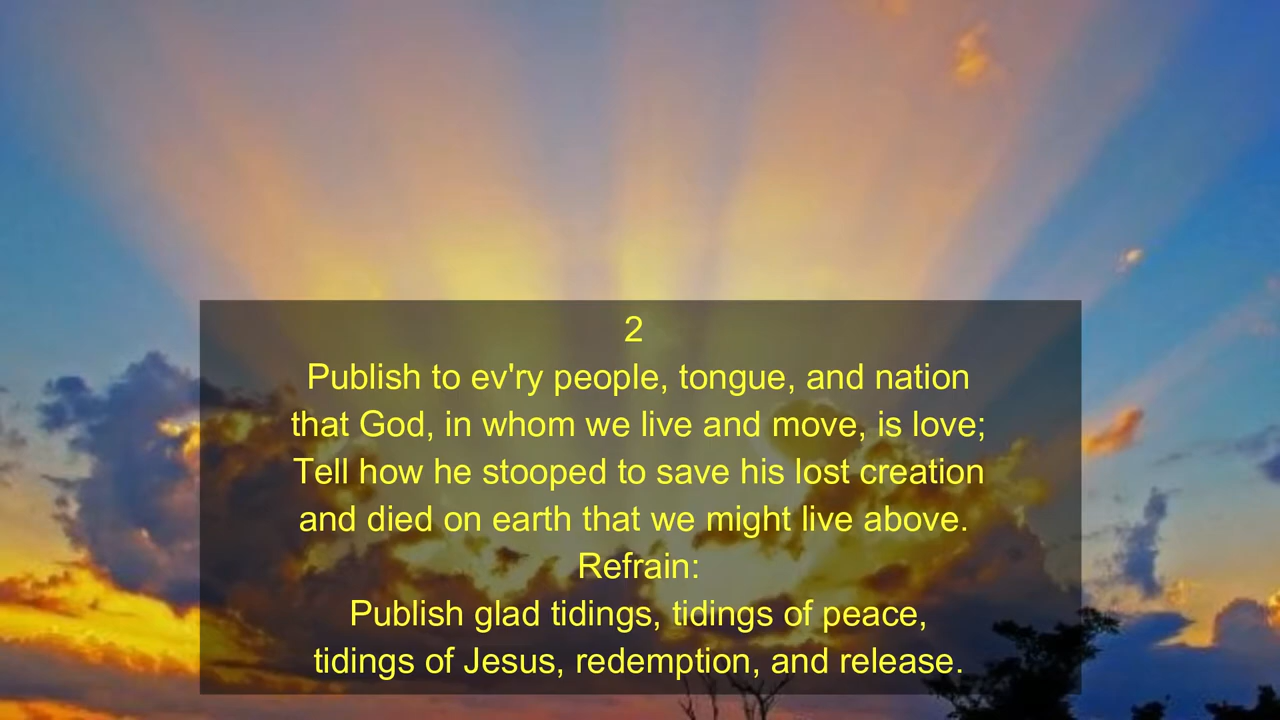 2
Publish to ev'ry people, tongue, and nation
that God, in whom we live and move, is love;
Tell how he stooped to save his lost creation
and died on earth that we might live above.
Refrain:
Publish glad tidings, tidings of peace,
tidings of Jesus, redemption, and release.